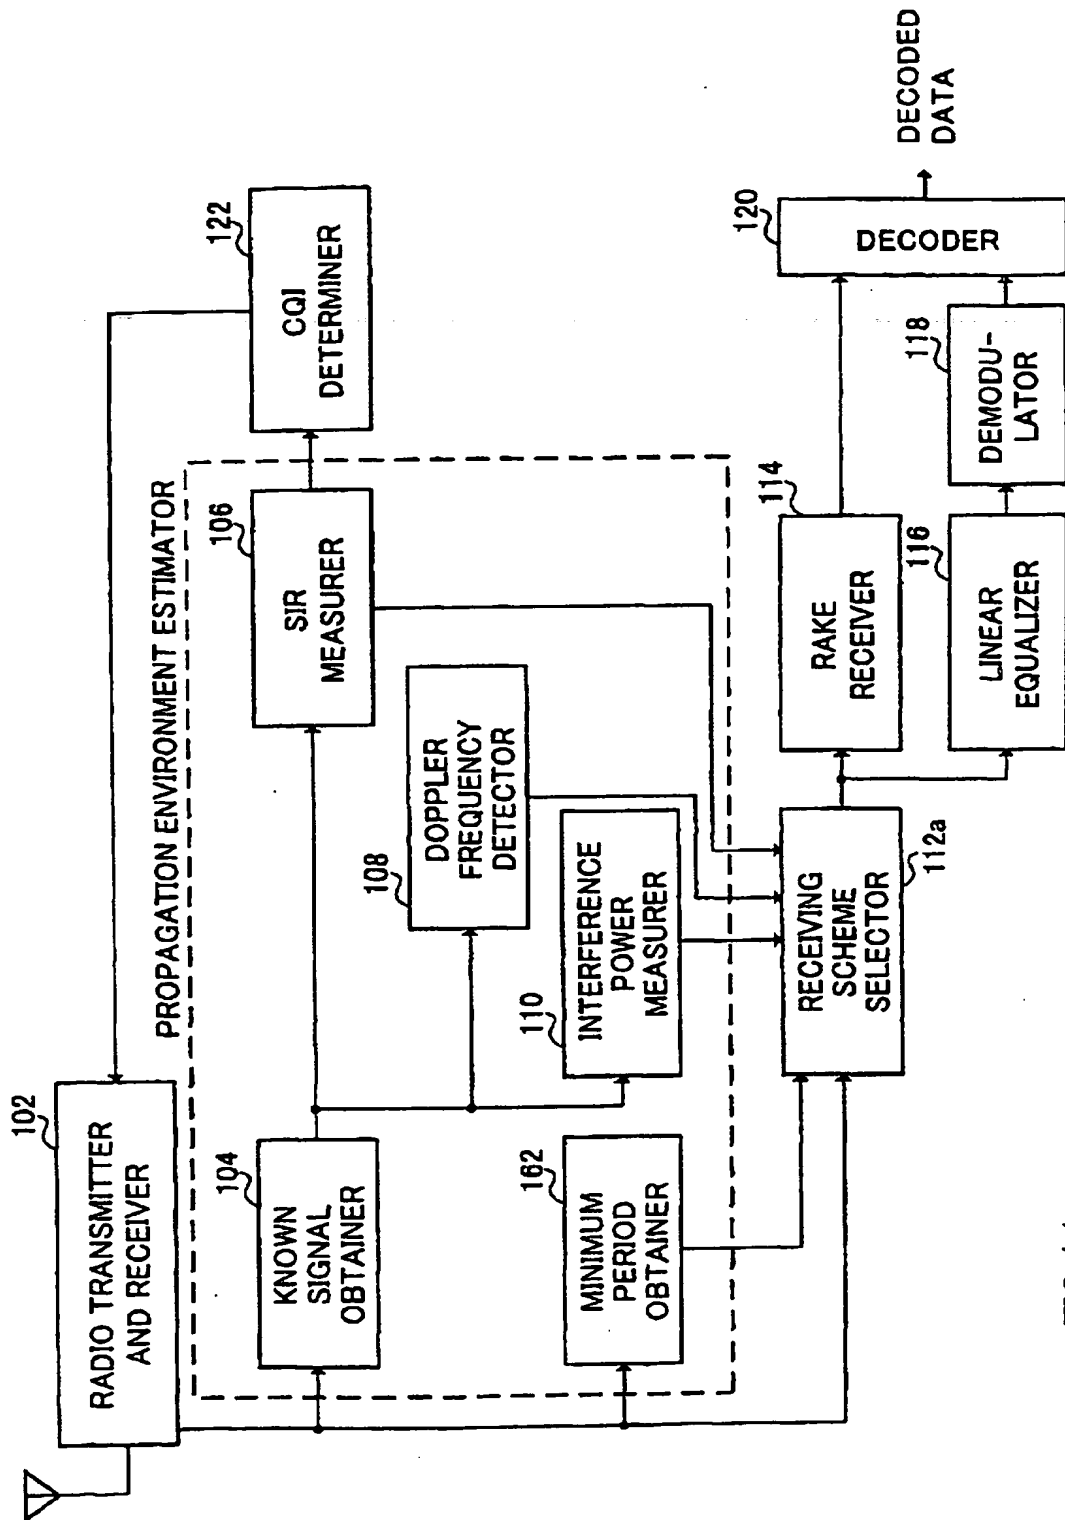 102
RADIO TRANSMITTER
AND RECEIVER
PROPAGATION ENVIRONMENT ESTIMATOR
104
KNOWN
SIGNAL
OBTAINER
106
SIR
MEASURER
122
CQI
DETERMINER
108
DOPPLER
FREQUENCY
DETECTOR
162
MINIMUM
PERIOD
OBTAINER
110
INTERFERENCE
POWER
MEASURER
RECEIVING
SCHEME
SELECTOR
112a
114
RAKE
RECEIVER
116
LINEAR
EQUALIZER
118
DEMODU-
LATOR
120
DECODER
DECODED
DATA